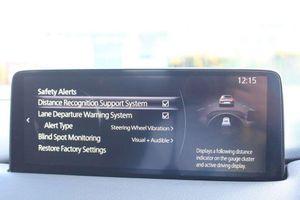 12:15
Safety Alerts
Distance Recognition Support System
Lane Departure Warning System
Alert Type Steering Wheel Vibration >
Blind Spot Monitoring Visual + Audible >
Restore Factory Settings
Displays a following distance
indicator on the gauge cluster
and active driving display.